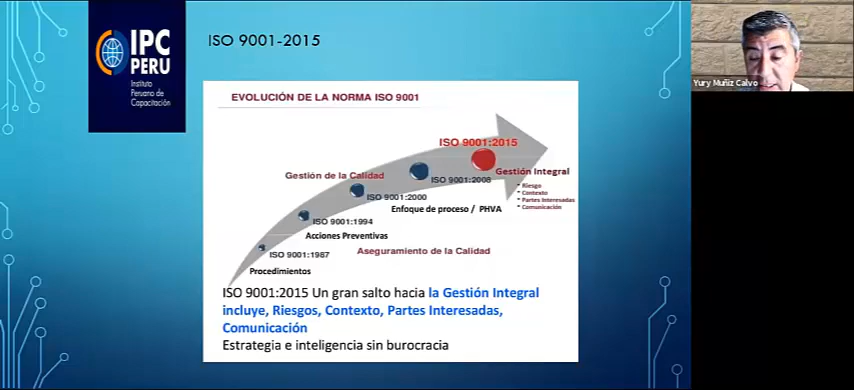 IPC
PERU
Instituto
Peruano de
Capacitación
ISO 9001-2015
Yury Muñiz Calvo
EVOLUCIÓN DE LA NORMA ISO 9001
ISO 9001:2015
Gestión Integral
• Riesgo
• Contexto
• Partes Interesadas
• Comunicación
Gestión de la Calidad
ISO 9001:2008
ISO 9001:2000
Enfoque de proceso / PHVA
ISO 9001:1994
Acciones Preventivas
Aseguramiento de la Calidad
ISO 9001:1987
Procedimientos
ISO 9001:2015 Un gran salto hacia la Gestión Integral
incluye, Riesgos, Contexto, Partes Interesadas,
Comunicación
Estrategia e inteligencia sin burocracia